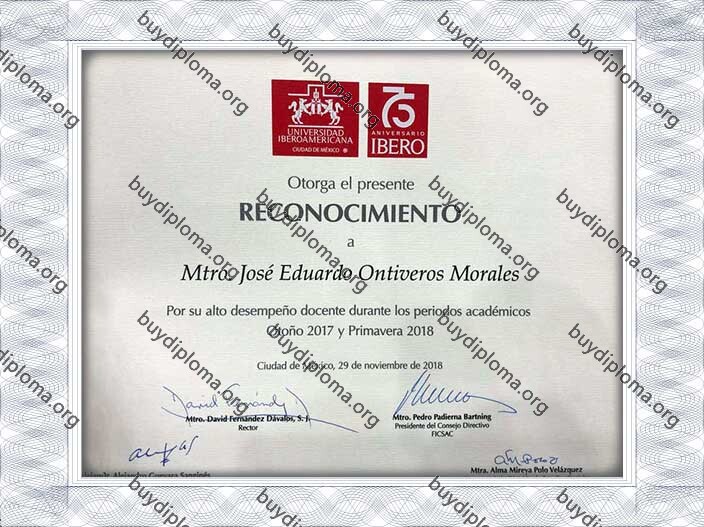 UNIVERSIDAD
IBEROAMERICANA
CIUDAD DE MÉXICO ®
75
ANIVERSARIO
IBERO
Otorga el presente
RECONOCIMIENTO
a
Mtro. José Eduardo Ontiveros Morales
Por su alto desempeño docente durante los periodos académicos
Otoño 2017 y Primavera 2018
Ciudad de México, 29 de noviembre de 2018
Mtro. David Fernández Dávalos, S. J.
Rector
Mtro. Pedro Padierna Bartning
Presidente del Consejo Directivo
FICSAC
Alejandro Guevara Sanginés
Mtra. Alma Mireya Polo Velázquez
buydiploma.org